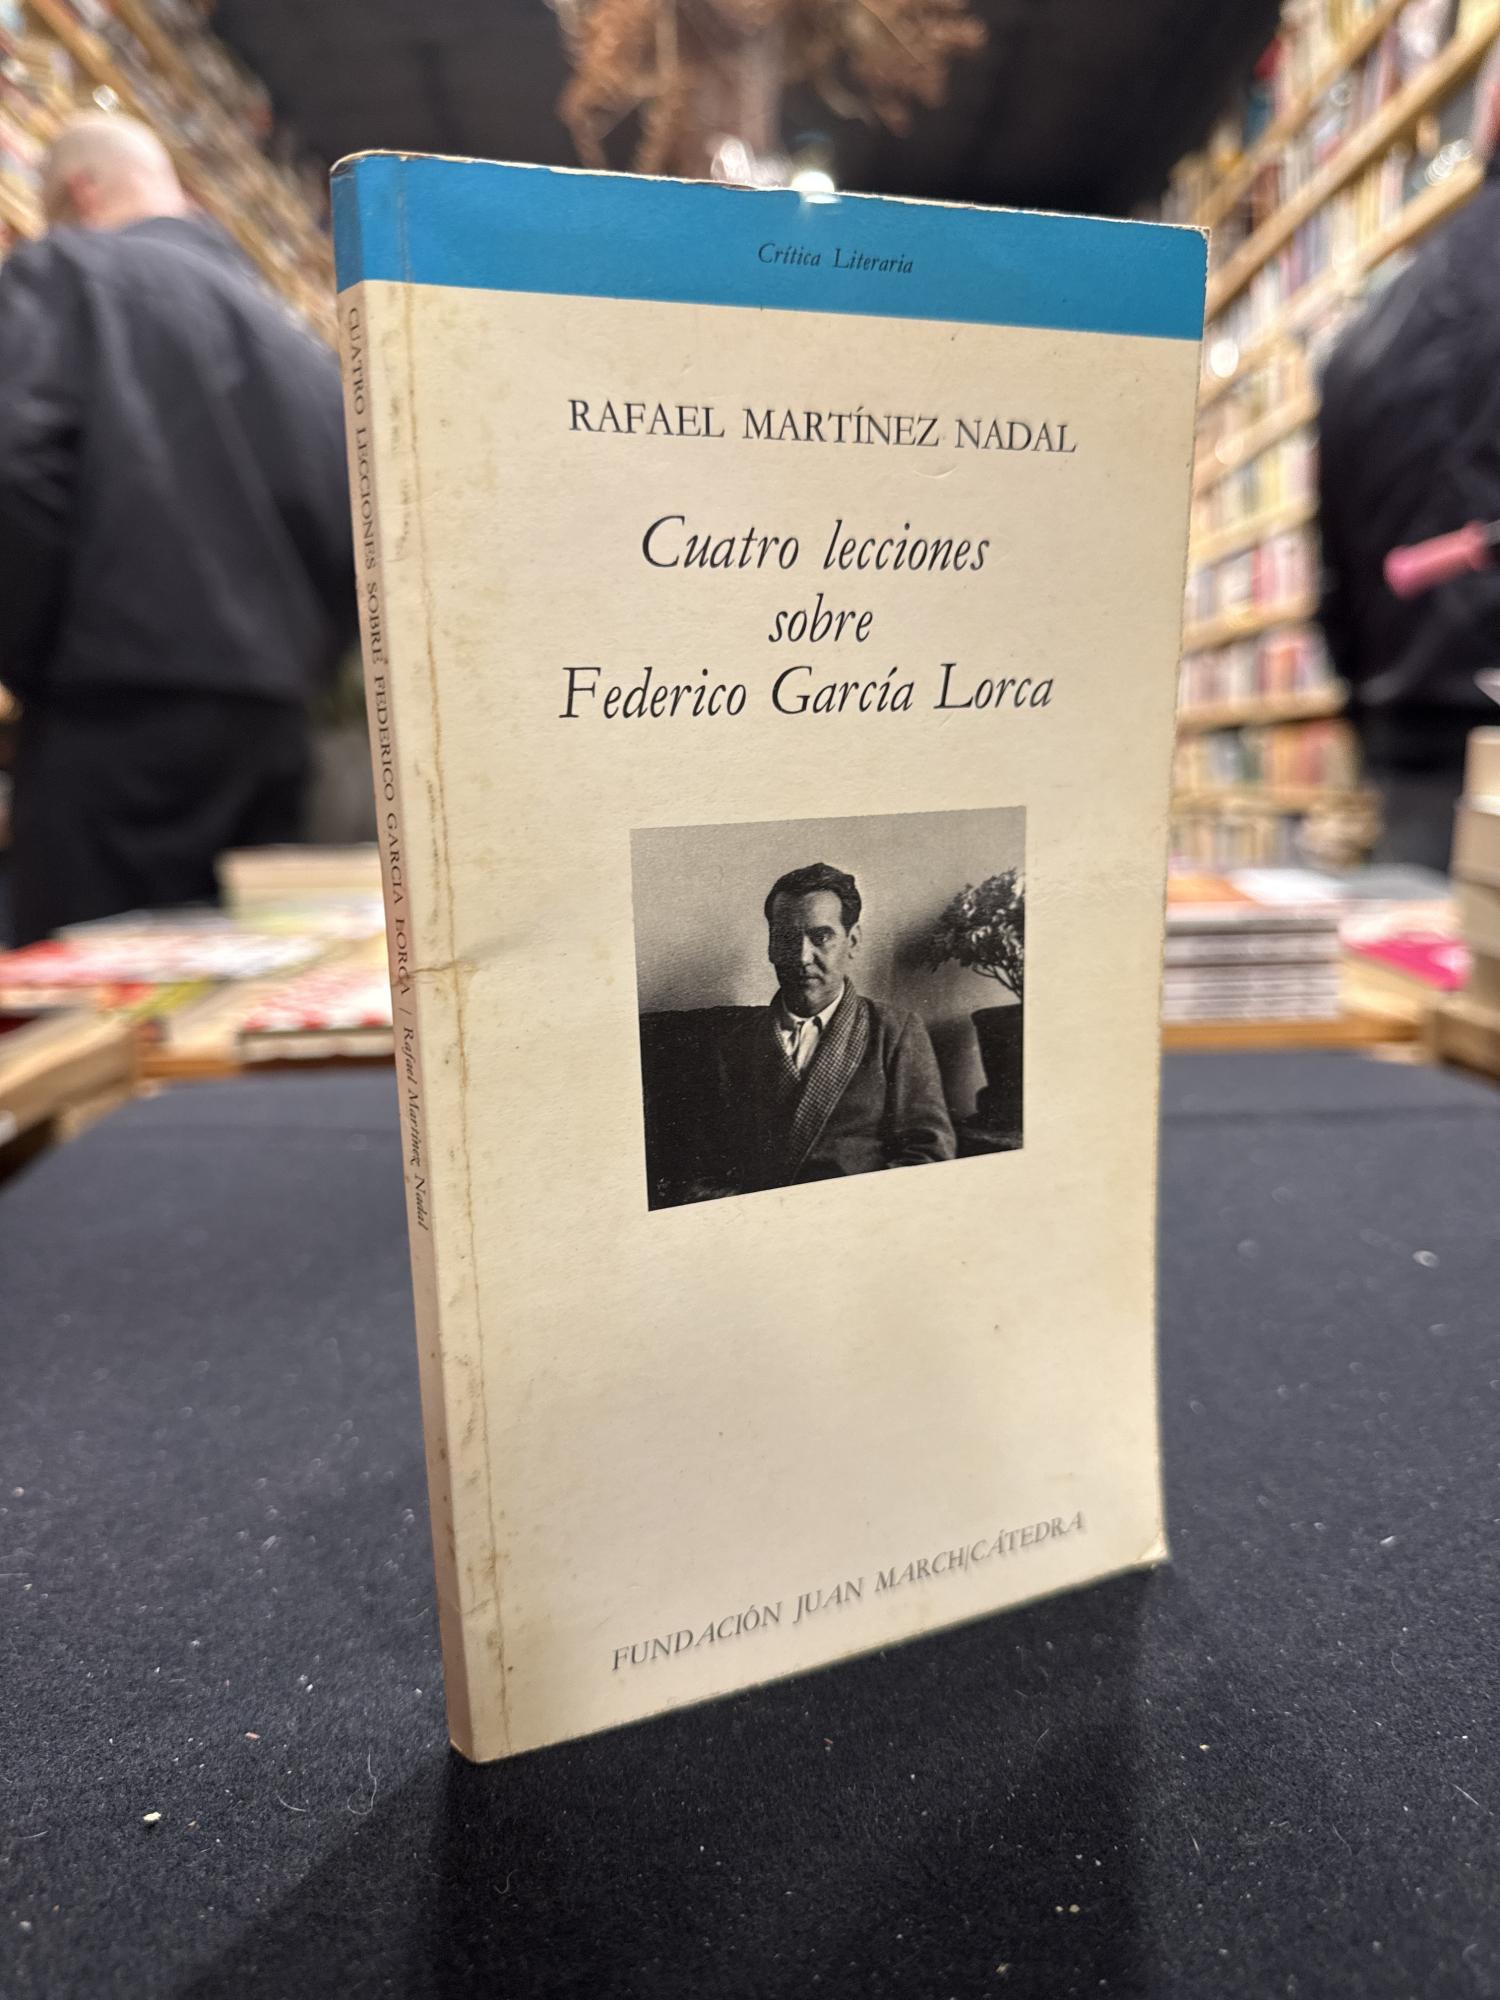 Crítica Literaria
RAFAEL MARTÍNEZ NADAL
Cuatro lecciones
sobre
Federico García Lorca
FUNDACIÓN JUAN MARCH/CÁTEDRA
CUATRO LECCIONES SOBRE FEDERICO GARCÍA LORCA / Rafael Martínez Nadal